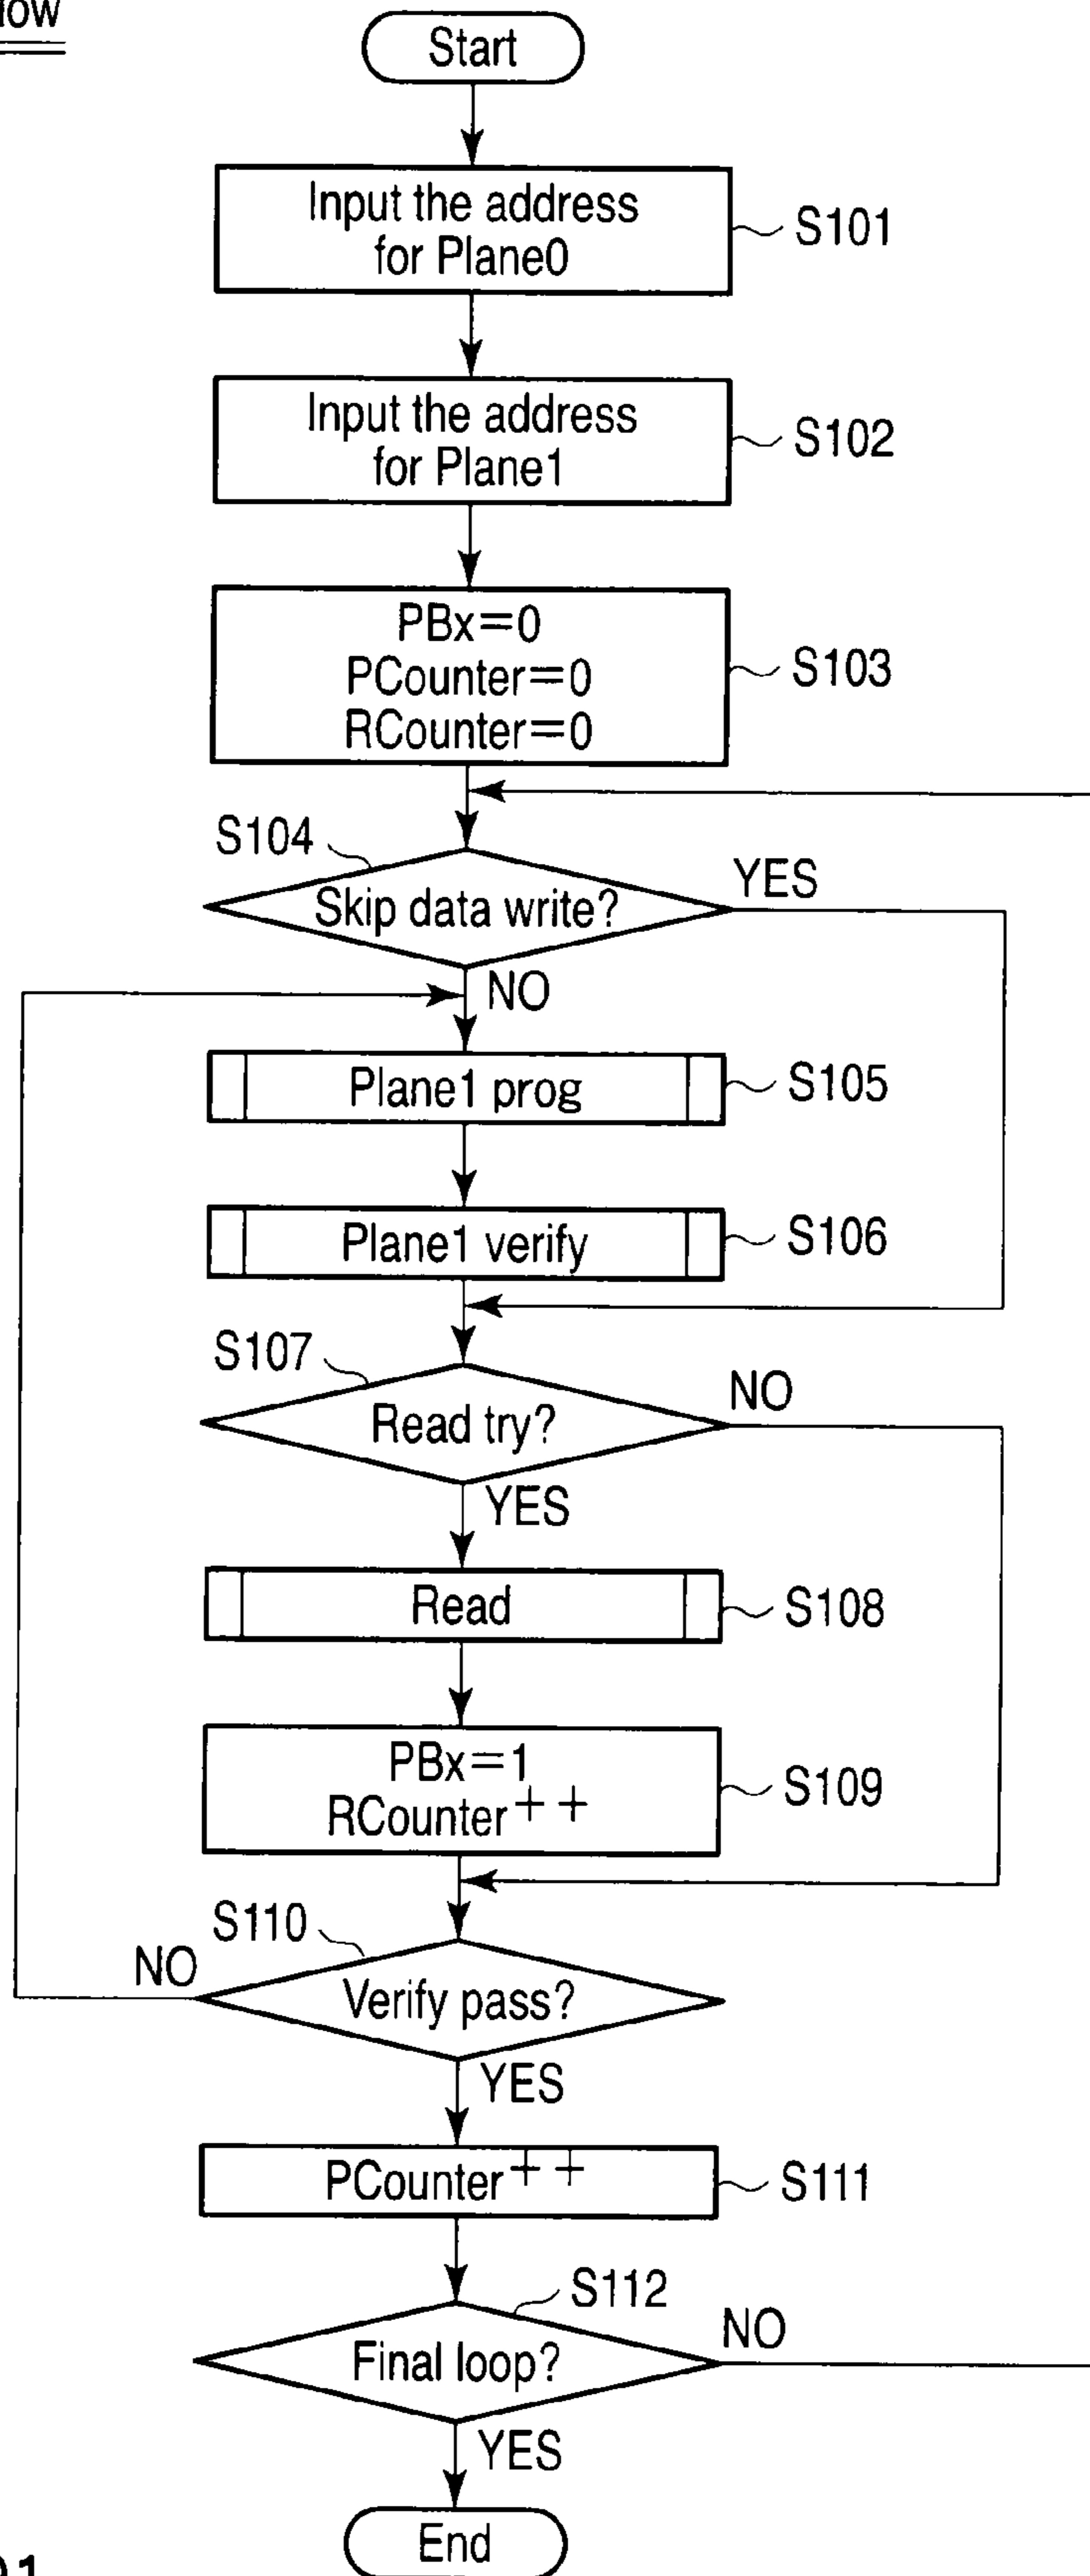 Start
Input the address
for Plane0
S101
Input the address
for Plane1
S102
PBx=0
PCounter=0
RCounter=0
S103
S104
Skip data write?
YES
NO
Plane1 prog
S105
Plane1 verify
S106
S107
Read try?
NO
YES
Read
S108
PBx=1
RCounter++
S109
S110
NO
Verify pass?
YES
PCounter++
S111
S112
Final loop?
NO
YES
End